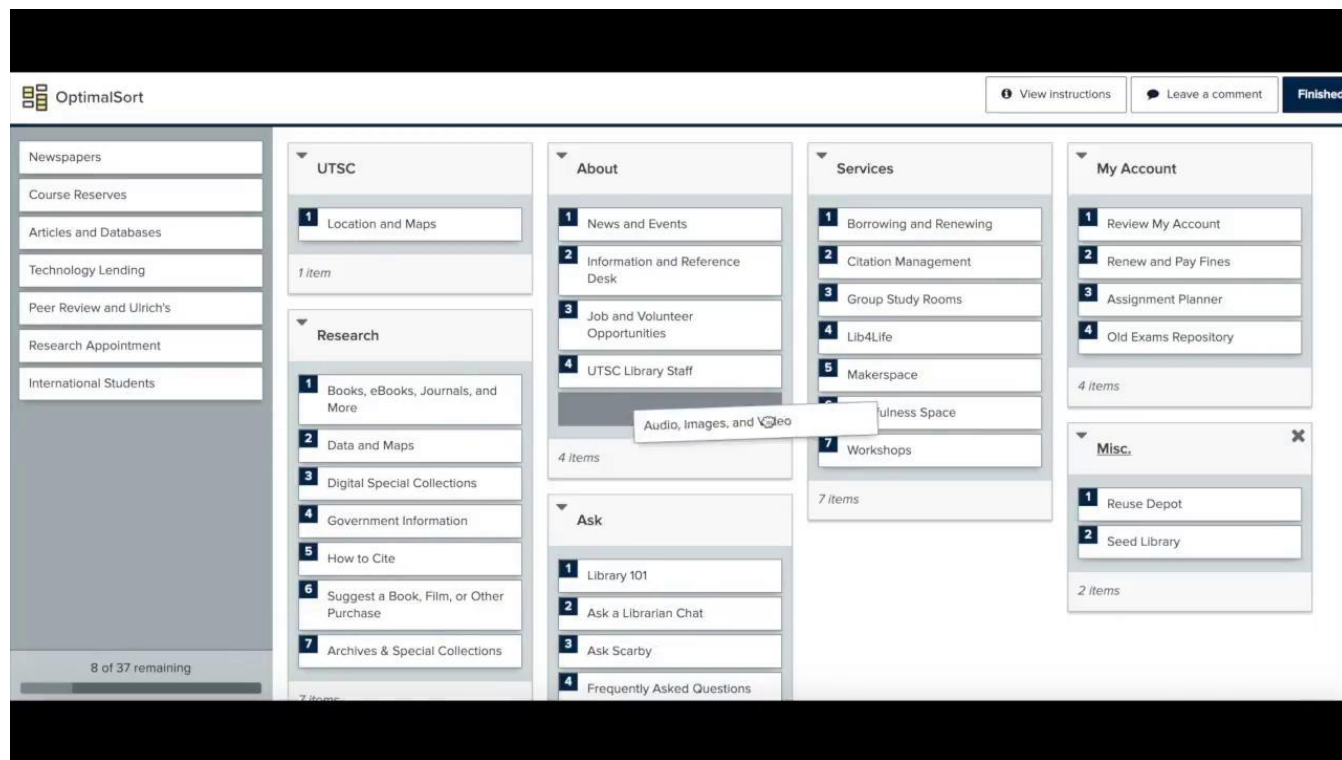 OptimalSort
View instructions
Leave a comment
Finished
Newspapers
Course Reserves
Articles and Databases
Technology Lending
Peer Review and Ulrich's
Research Appointment
International Students
8 of 37 remaining
UTSC
1
Location and Maps
1 item
Research
1
Books, eBooks, Journals, and
More
2
Data and Maps
3
Digital Special Collections
4
Government Information
5
How to Cite
6
Suggest a Book, Film, or Other
Purchase
7
Archives & Special Collections
7 items
About
1
News and Events
2
Information and Reference
Desk
3
Job and Volunteer
Opportunities
4
UTSC Library Staff
Audio, Images, and Video
4 items
Ask
1
Library 101
2
Ask a Librarian Chat
3
Ask Scarby
4
Frequently Asked Questions
Services
1
Borrowing and Renewing
2
Citation Management
3
Group Study Rooms
4
Lib4Life
5
Makerspace
Space
7
Workshops
7 items
My Account
1
Review My Account
2
Renew and Pay Fines
3
Assignment Planner
4
Old Exams Repository
4 items
Misc.
1
Reuse Depot
2
Seed Library
2 items